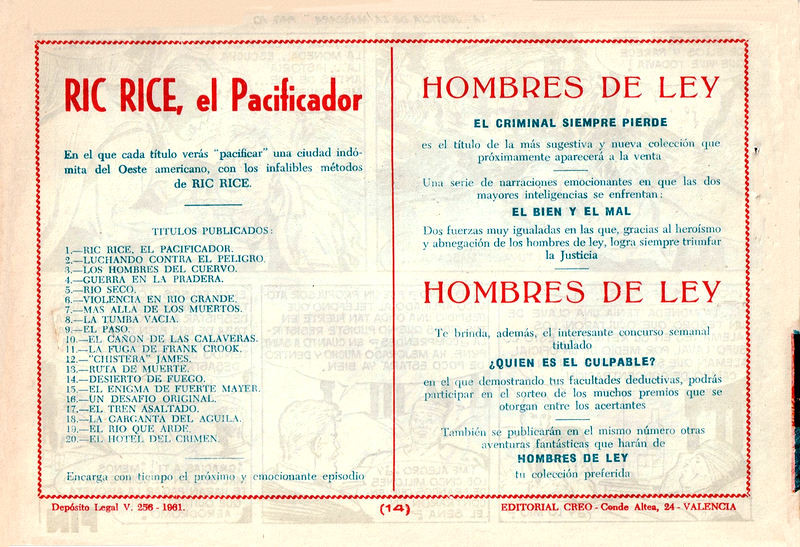 RIC RICE, el Pacificador
En el que cada título verás "pacificar" una ciudad indó-
mita del Oeste americano, con los infalibles métodos
de RIC RICE.
TITULOS PUBLICADOS:
1.—RIC RICE, EL PACIFICADOR.
2.—LUCHANDO CONTRA EL PELIGRO.
3.—LOS HOMBRES DEL CUERVO.
4.—GUERRA EN LA PRADERA.
5.—RIO SECO.
6.—VIOLENCIA EN RIO GRANDE.
7.—MAS ALLA DE LOS MUERTOS.
8.—LA TUMBA VACIA.
9.—EL PASO.
10.—EL CAÑON DE LAS CALAVERAS.
11.—LA FUGA DE FRANK CROOK.
12.—"CHISTERA" JAMES.
13.—RUTA DE MUERTE.
14.—DESIERTO DE FUEGO.
15.—EL ENIGMA DE FUERTE MAYER.
16.—UN DESAFIO ORIGINAL.
17.—EL TREN ASALTADO.
18.—LA GARGANTA DEL AGUILA.
19.—EL RIO QUE ARDE.
20.—EL HOTEL DEL CRIMEN.
Encarga con tiempo el próximo y emocionante episodio
HOMBRES DE LEY
EL CRIMINAL SIEMPRE PIERDE
es el título de la más sugestiva y nueva colección que
próximamente aparecerá a la venta
Una serie de narraciones emocionantes en que las dos
mayores inteligencias se enfrentan:
EL BIEN Y EL MAL
Dos fuerzas muy igualadas en las que, gracias al heroísmo
y abnegación de los hombres de ley, logra siempre triunfar
la Justicia
HOMBRES DE LEY
Te brinda, además, el interesante concurso semanal
titulado
¿QUIEN ES EL CULPABLE?
en el que demostrando tus facultades deductivas, podrás
participar en el sorteo de los muchos premios que se
otorgan entre los acertantes
También se publicarán en el mismo número otras
aventuras fantásticas que harán de
HOMBRES DE LEY
tu colección preferida
Depósito Legal V. 256 - 1961.
(14)
EDITORIAL CREO - Conde Altea, 24 - VALENCIA